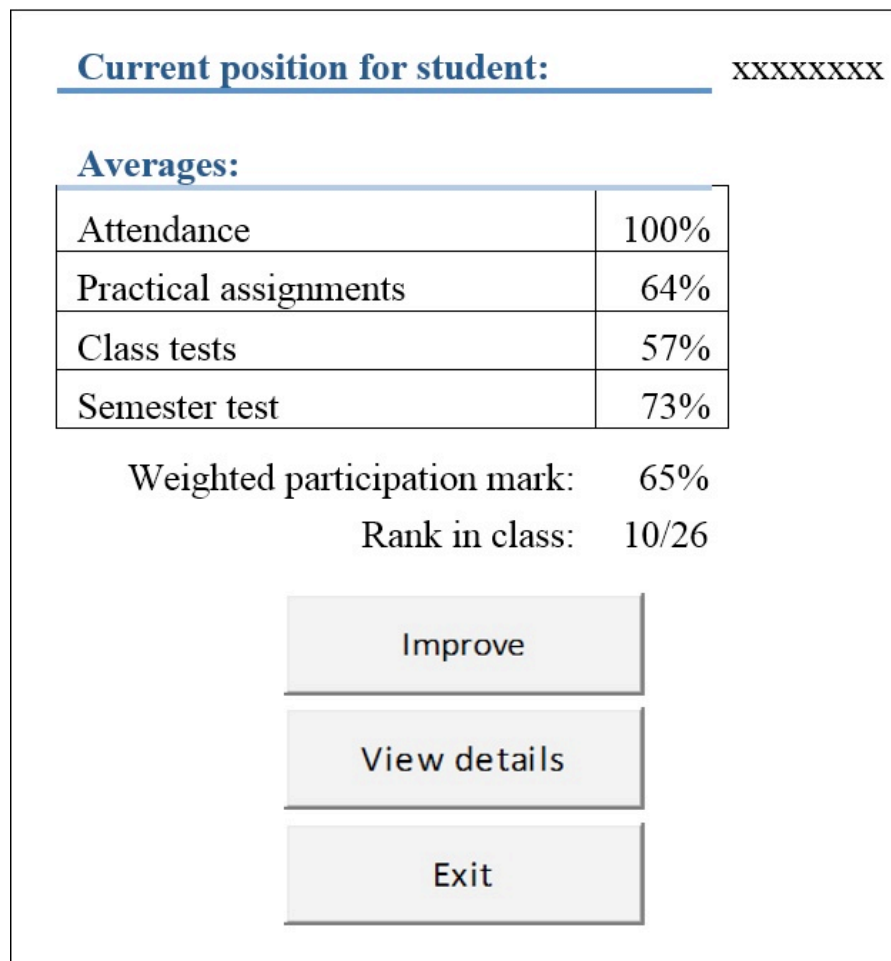 Current position for student: xxxxxxxx
Averages:
Attendance 100%
Practical assignments 64%
Class tests 57%
Semester test 73%
Weighted participation mark: 65%
Rank in class: 10/26
Improve
View details
Exit